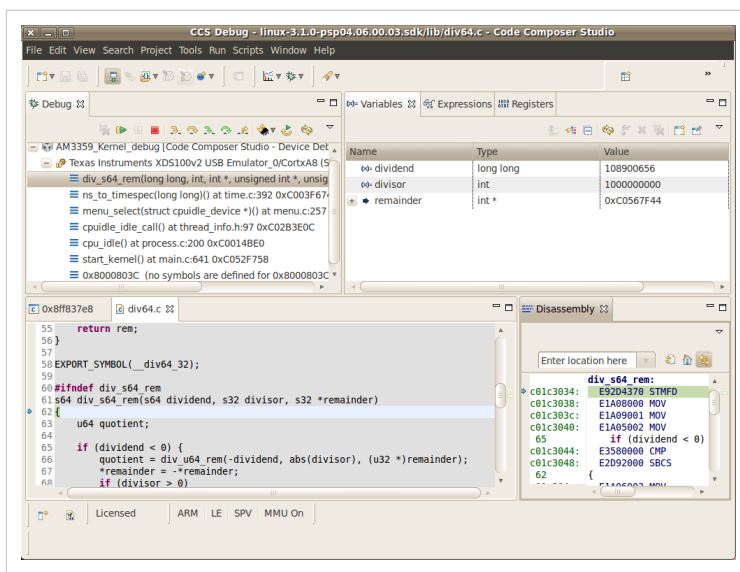 CCS Debug - linux-3.1.0-psp04.06.00.03.sdk/lib/div64.c - Code Composer Studio
File Edit View Search Project Tools Run Scripts Window Help
»
Debug
AM3359_Kernel_debug [Code Composer Studio - Device Det
Texas Instruments XDS100v2 USB Emulator_0/CortxA8 (S
div_s64_rem(long long, int, int *, unsigned int *, unsig
ns_to_timespec(long long)() at time.c:392 0xC003F674
menu_select(struct cpuidle_device *)() at menu.c:257
cpuidle_idle_call() at thread_info.h:97 0xC02B3E0C
cpu_idle() at process.c:200 0xC0014BE0
start_kernel() at main.c:641 0xC052F758
0x8000803C (no symbols are defined for 0x8000803C
(x)= Variables Expressions Registers
Name Type Value
(x)= dividend long long 108900656
(x)= divisor int 1000000000
remainder int * 0xC0567F44
0x8ff837e8 div64.c
55 return rem;
56 }
57
58 EXPORT_SYMBOL(__div64_32);
59
60 #ifndef div_s64_rem
61 s64 div_s64_rem(s64 dividend, s32 divisor, s32 *remainder)
62 {
63 u64 quotient;
64
65 if (dividend < 0) {
66 quotient = div_u64_rem(-dividend, abs(divisor), (u32 *)remainder);
67 *remainder = -*remainder;
68 if (divisor > 0)
Disassembly
Enter location here
div_s64_rem:
c01c3034: E92D4370 STMFD
c01c3038: E1A08000 MOV
c01c303c: E1A09001 MOV
c01c3040: E1A05002 MOV
65 if (dividend < 0)
c01c3044: E3580000 CMP
c01c3048: E2D92000 SBCS
62 {
Licensed ARM LE SPV MMU On